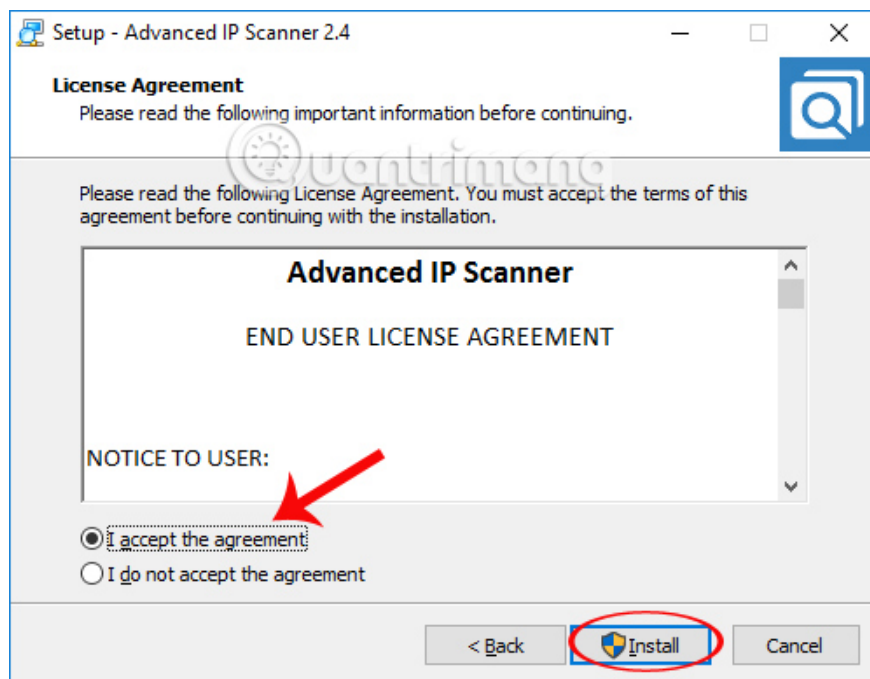 Setup - Advanced IP Scanner 2.4
License Agreement
Please read the following important information before continuing.
Quantrimang
Please read the following License Agreement. You must accept the terms of this
agreement before continuing with the installation.
Advanced IP Scanner
END USER LICENSE AGREEMENT
NOTICE TO USER:
I accept the agreement
I do not accept the agreement
< Back
Install
Cancel